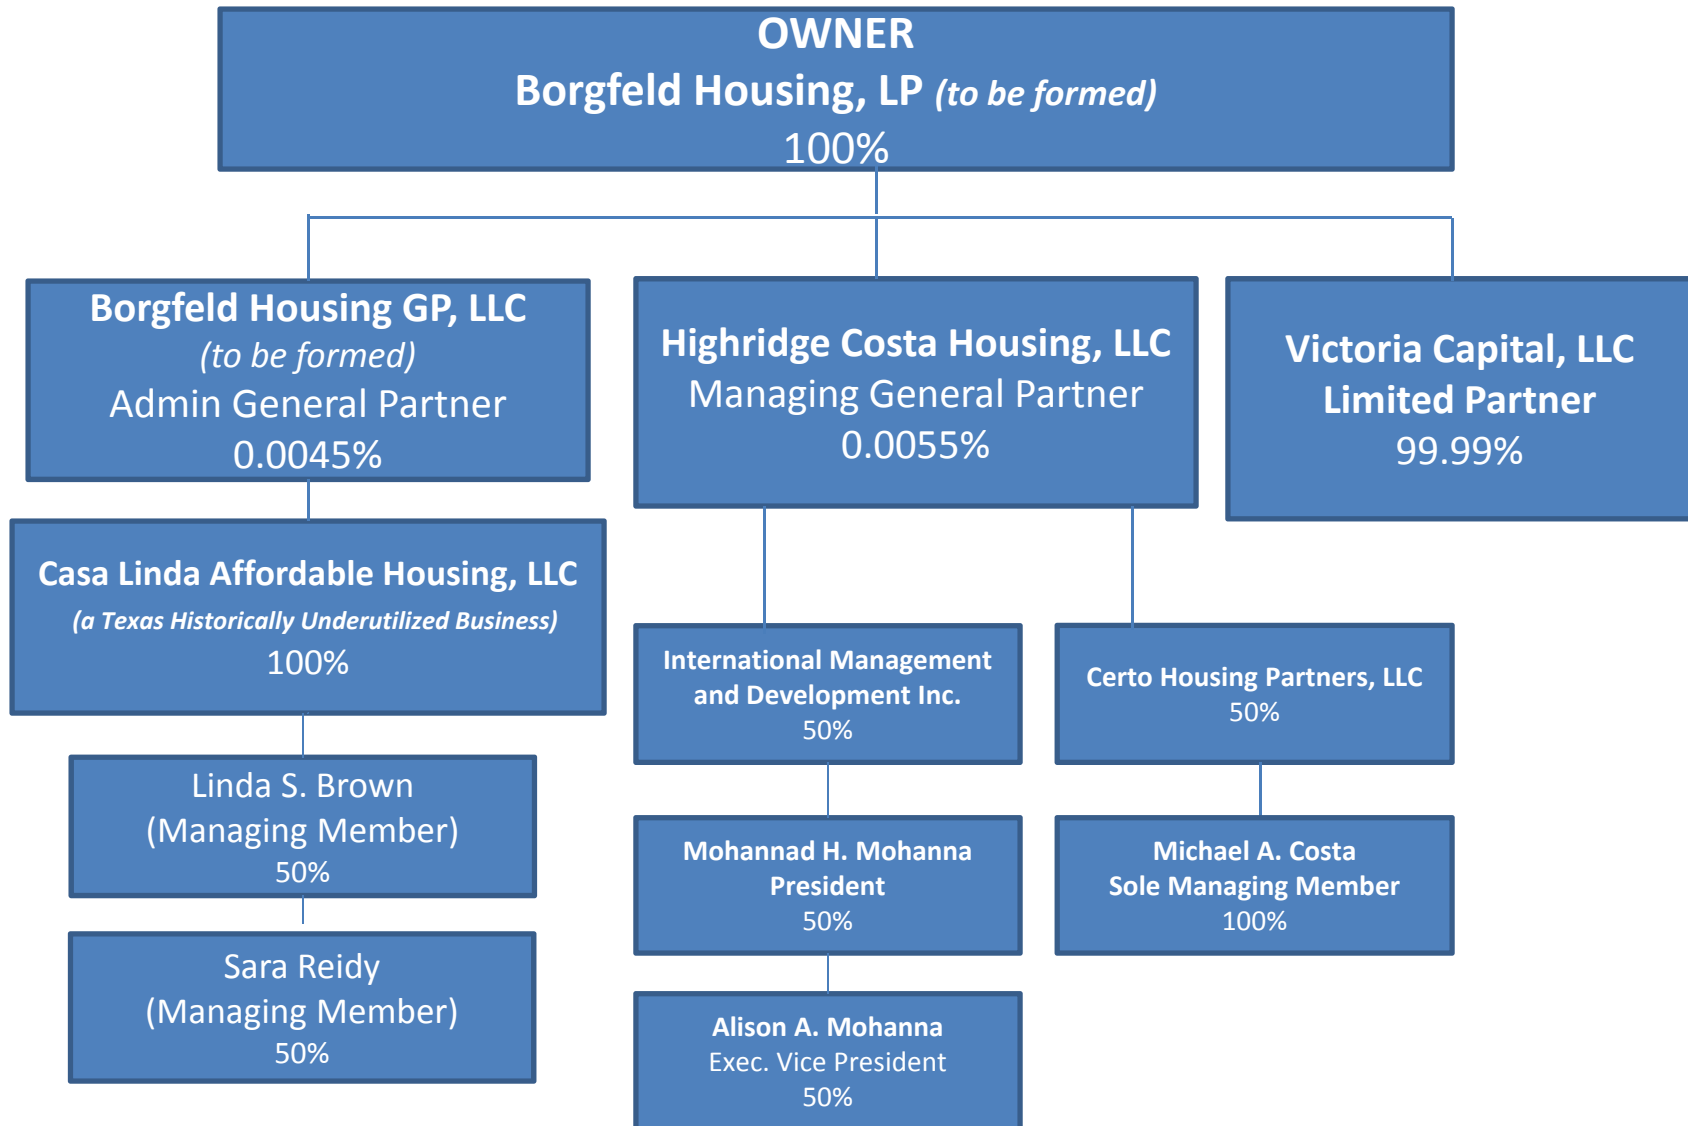 OWNER
Borgfeld Housing, LP (to be formed)
100%
Borgfeld Housing GP, LLC
(to be formed)
Admin General Partner
0.0045%
Highridge Costa Housing, LLC
Managing General Partner
0.0055%
Victoria Capital, LLC
Limited Partner
99.99%
Casa Linda Affordable Housing, LLC
(a Texas Historically Underutilized Business)
100%
International Management
and Development Inc.
50%
Certo Housing Partners, LLC
50%
Linda S. Brown
(Managing Member)
50%
Mohannad H. Mohanna
President
50%
Michael A. Costa
Sole Managing Member
100%
Sara Reidy
(Managing Member)
50%
Alison A. Mohanna
Exec. Vice President
50%